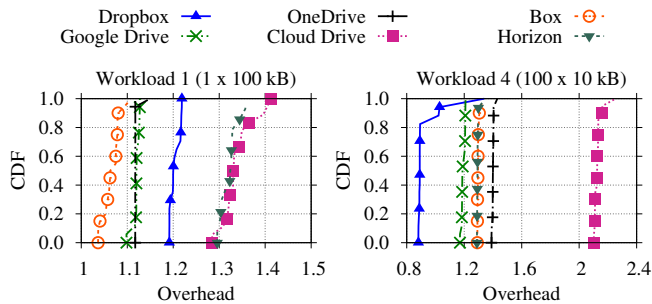 Dropbox OneDrive Box
Google Drive Cloud Drive Horizon
Workload 1 (1 x 100 kB) Workload 4 (100 x 10 kB)
CDF
1.0
0.8
0.6
0.4
0.2
0.0
1 1.1 1.2 1.3 1.4 1.5
Overhead
CDF
1.0
0.8
0.6
0.4
0.2
0.0
0.8 1.2 1.6 2.0 2.4
Overhead